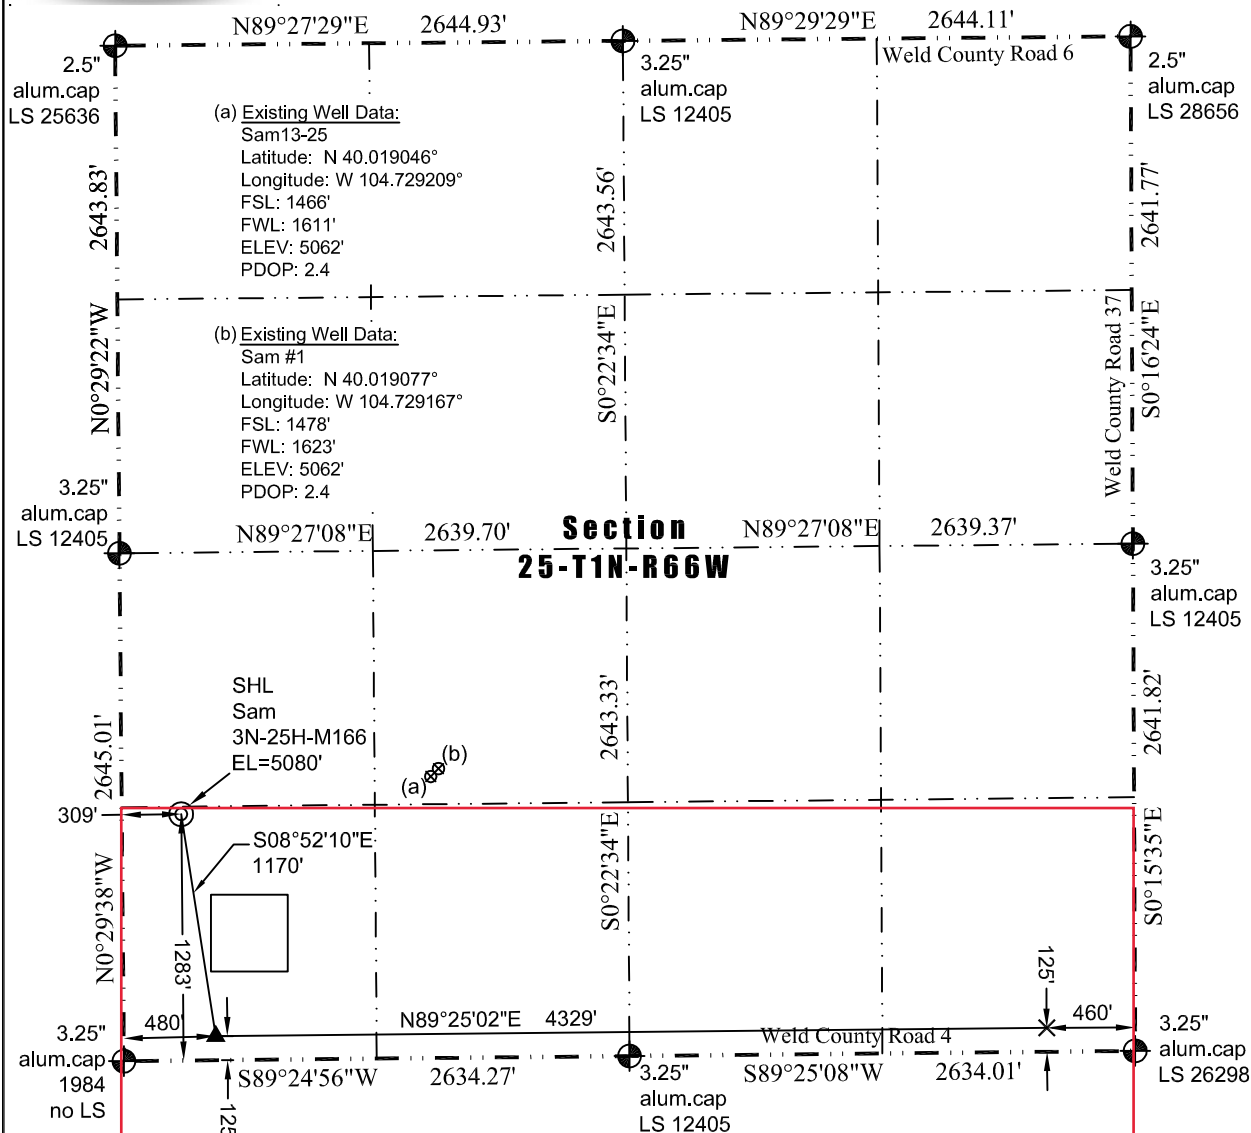 N89°27'29"E 2644.93' N89°29'29"E 2644.11'
Weld County Road 6
2.5"
alum.cap
LS 25636
3.25"
alum.cap
LS 12405
2.5"
alum.cap
LS 28656
(a) Existing Well Data:
Sam13-25
Latitude: N 40.019046°
Longitude: W 104.729209°
FSL: 1466'
FWL: 1611'
ELEV: 5062'
PDOP: 2.4
2643.83'
2643.56'
2641.77'
(b) Existing Well Data:
Sam #1
Latitude: N 40.019077°
Longitude: W 104.729167°
FSL: 1478'
FWL: 1623'
ELEV: 5062'
PDOP: 2.4
N0°29'22"W
S0°22'34"E
Weld County Road 37
S0°16'24"E
3.25"
alum.cap
LS 12405
N89°27'08"E 2639.70' Section N89°27'08"E 2639.37'
25-T1N-R66W
3.25"
alum.cap
LS 12405
SHL
Sam
3N-25H-M166
EL=5080'
2645.01'
2643.33'
2641.82'
(b)
(a)
309'
S08°52'10"E
1170'
N0°29'38"W
S0°22'34"E
S0°15'35"E
1283'
125'
480' N89°25'02"E 4329' 460'
Weld County Road 4
3.25"
alum.cap
1984
no LS
S89°24'56"W 2634.27' S89°25'08"W 2634.01'
3.25"
alum.cap
LS 12405
3.25"
alum.cap
LS 26298
125